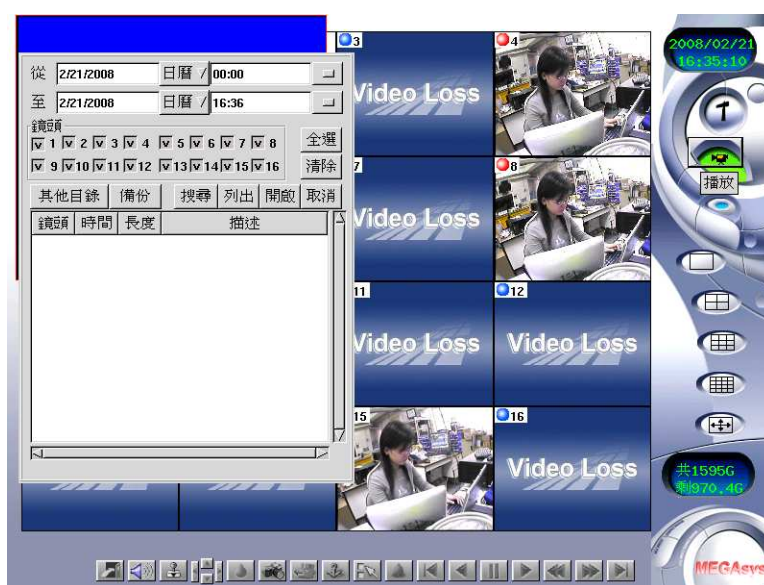 從 2/21/2008 日曆 / 00:00
至 2/21/2008 日曆 / 16:36
鏡頭
1 2 3 4 5 6 7 8 全選
9 10 11 12 13 14 15 16 清除
其他目錄 備份 搜尋 列出 開啟 取消
鏡頭 時間 長度 描述
3
Video Loss
4
7
Video Loss
8
11
Video Loss
12
Video Loss
15
16
Video Loss
2008/02/21
16:35:10
播放
共1595G
剩970.4G
MEGAsys